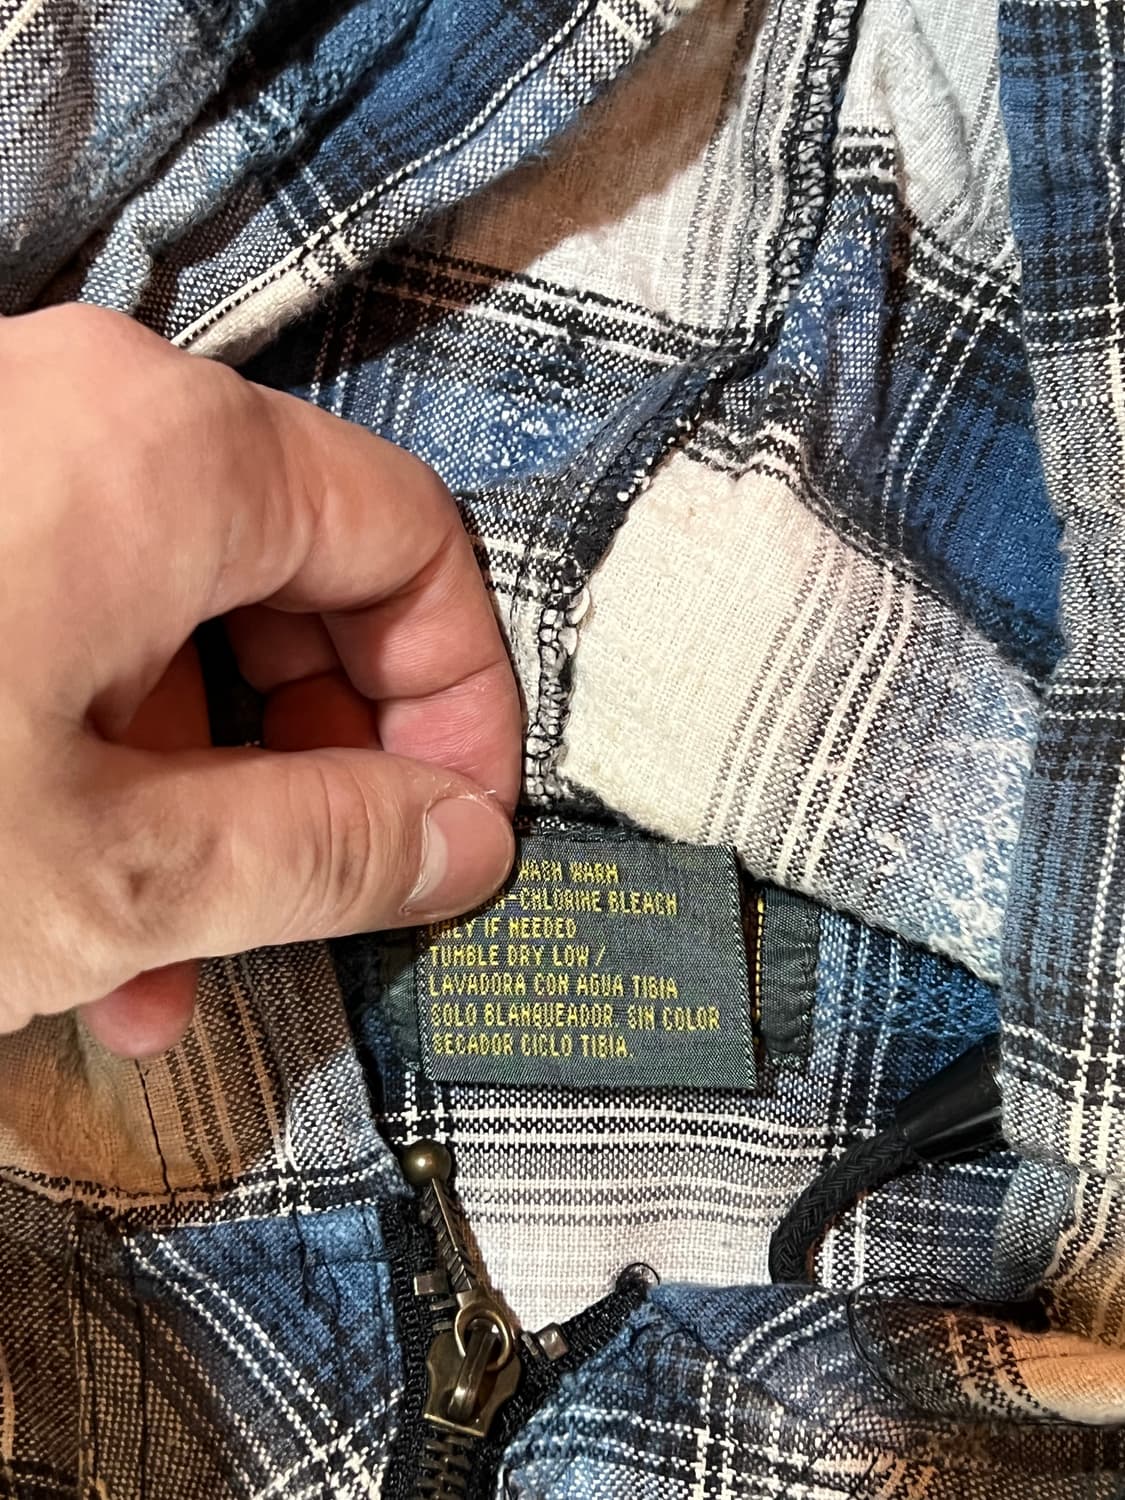 WASH WARM
-CHLORINE BLEACH
ONLY IF NEEDED
TUMBLE DRY LOW /
LAVADORA CON AGUA TIBIA
SOLO BLANQUEADOR, SIN COLOR
SECADOR CICLO TIBIA.